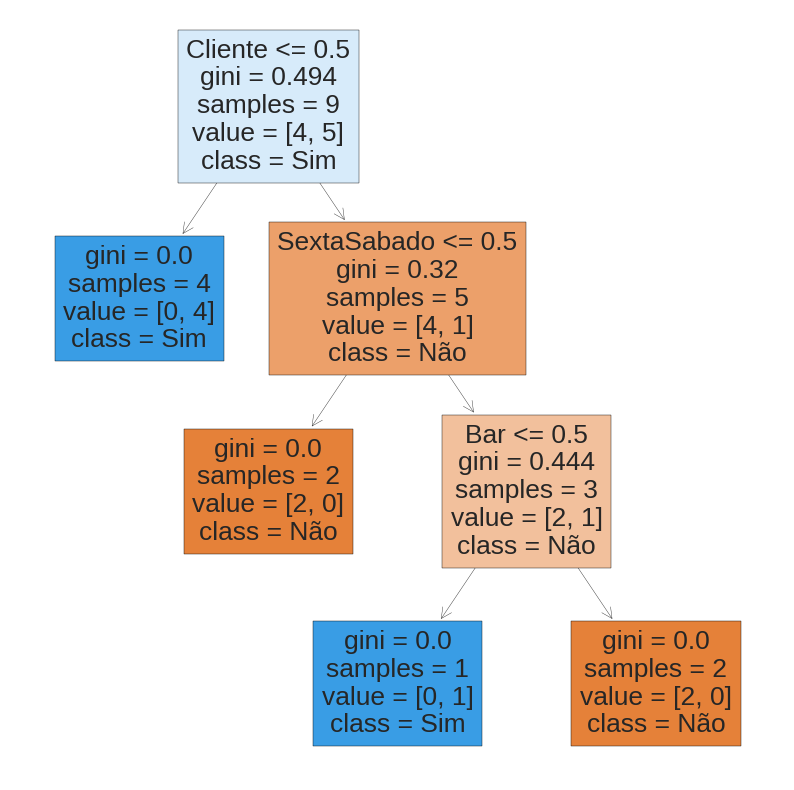 Cliente <= 0.5
gini = 0.494
samples = 9
value = [4, 5]
class = Sim
gini = 0.0
samples = 4
value = [0, 4]
class = Sim
SextaSabado <= 0.5
gini = 0.32
samples = 5
value = [4, 1]
class = Não
gini = 0.0
samples = 2
value = [2, 0]
class = Não
Bar <= 0.5
gini = 0.444
samples = 3
value = [2, 1]
class = Não
gini = 0.0
samples = 1
value = [0, 1]
class = Sim
gini = 0.0
samples = 2
value = [2, 0]
class = Não